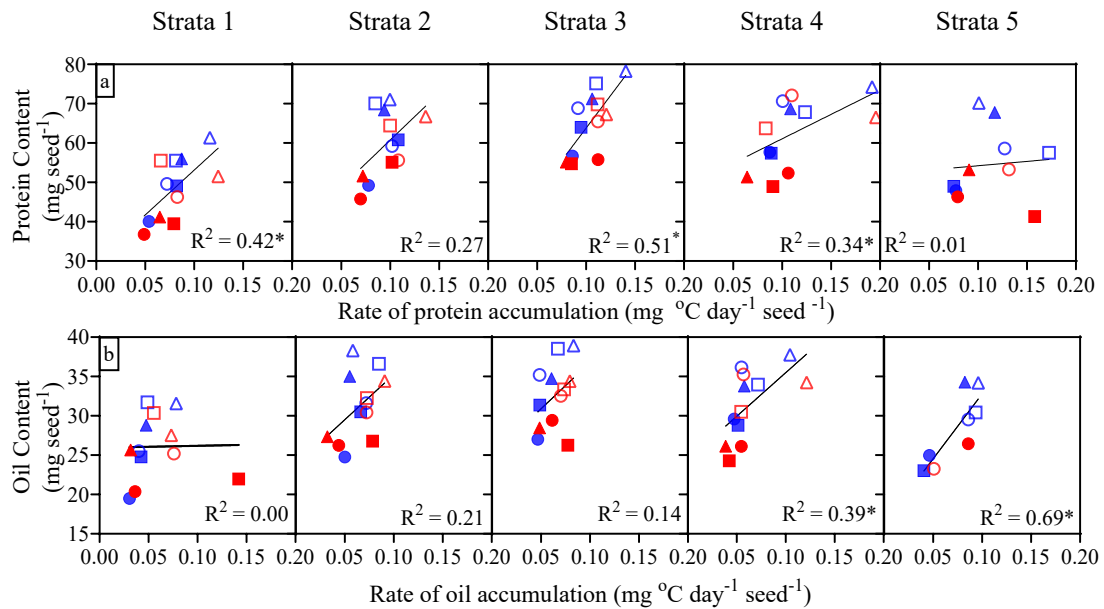 Strata 1 Strata 2 Strata 3 Strata 4 Strata 5
a
Protein Content
(mg seed-1)
80
70
60
50
40
30
R2 = 0.42* R2 = 0.27 R2 = 0.51* R2 = 0.34* R2 = 0.01
0.00 0.05 0.10 0.15 0.20 0.05 0.10 0.15 0.20 0.05 0.10 0.15 0.20 0.05 0.10 0.15 0.20 0.05 0.10 0.15 0.20
Rate of protein accumulation (mg oC day-1 seed -1)
b
Oil Content
(mg seed-1)
40
35
30
25
20
15
R2 = 0.00 R2 = 0.21 R2 = 0.14 R2 = 0.39* R2 = 0.69*
0.00 0.05 0.10 0.15 0.20 0.05 0.10 0.15 0.20 0.05 0.10 0.15 0.20 0.05 0.10 0.15 0.20 0.05 0.10 0.15 0.20
Rate of oil accumulation (mg oC day-1 seed-1)